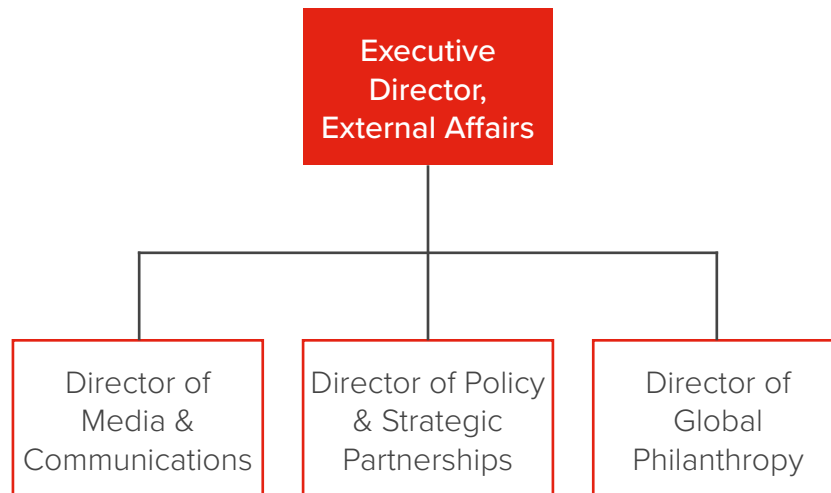 Executive
Director,
External Affairs
Director of
Media &
Communications
Director of Policy
& Strategic
Partnerships
Director of
Global
Philanthropy